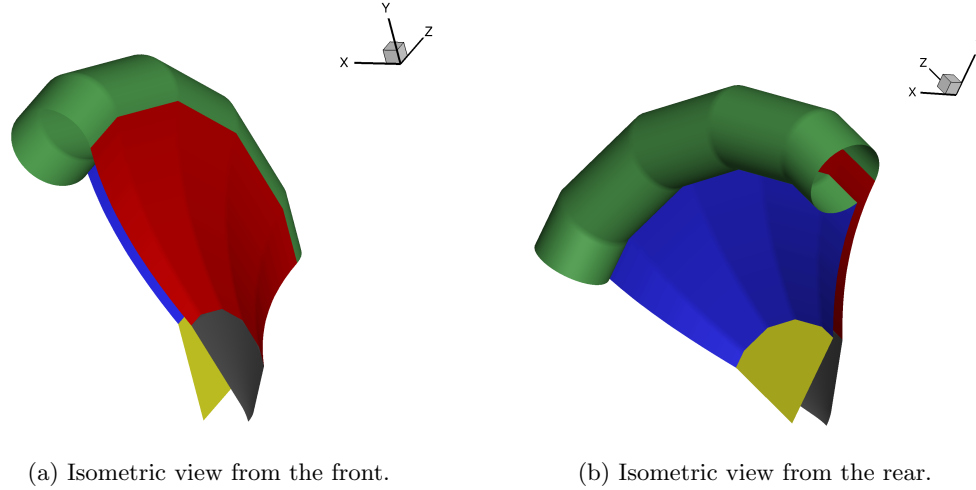 Y
Z
X
Z
X
(a) Isometric view from the front.
(b) Isometric view from the rear.